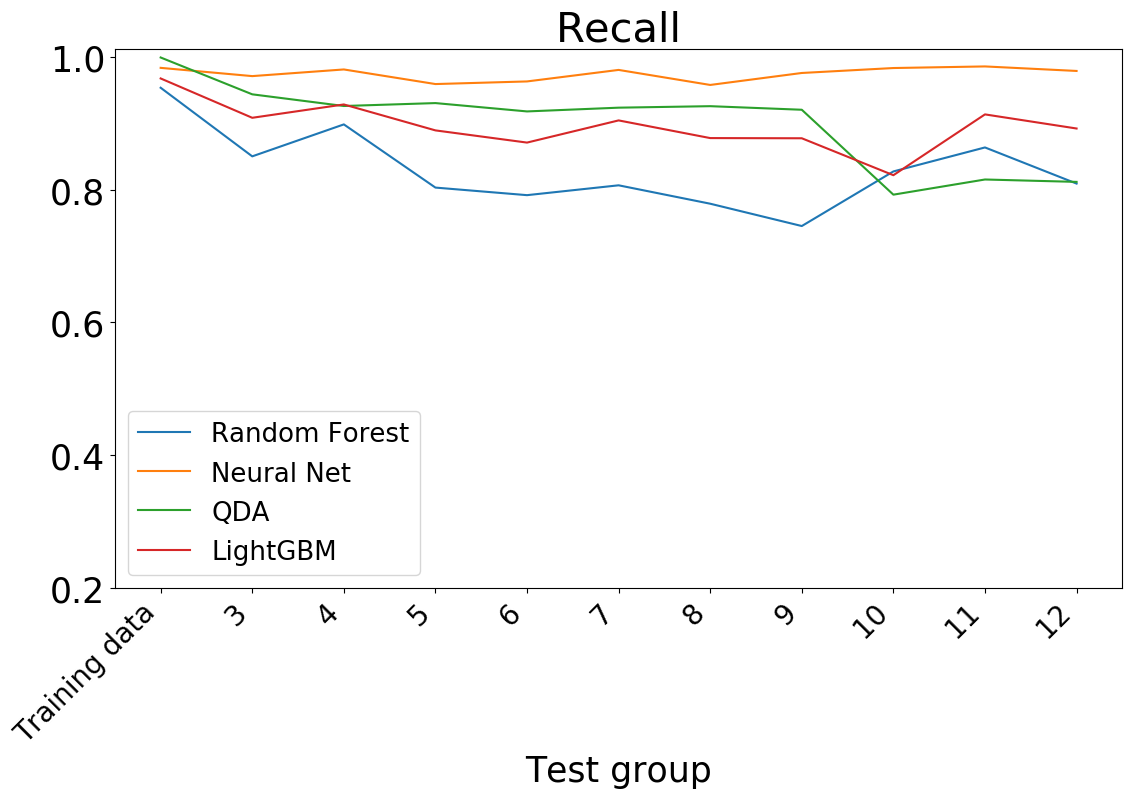 Recall
1.0
0.8
0.6
0.4
0.2
Random Forest
Neural Net
QDA
LightGBM
Training data
3
4
5
6
7
8
9
10
11
12
Test group